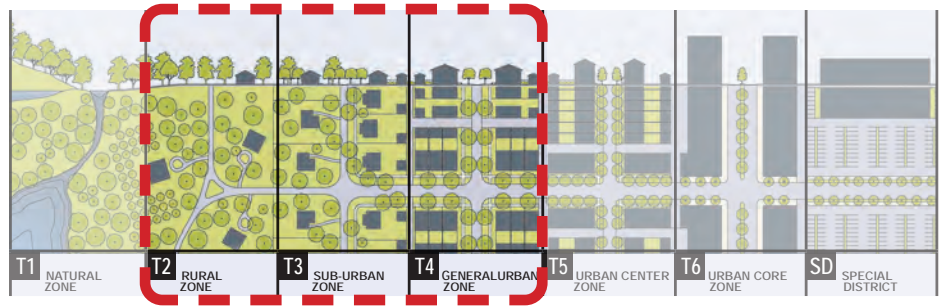 T1 NATURAL
ZONE
T2 RURAL
ZONE
T3 SUB-URBAN
ZONE
T4 GENERALURBAN
ZONE
T5 URBAN CENTER
ZONE
T6 URBAN CORE
ZONE
SD SPECIAL
DISTRICT